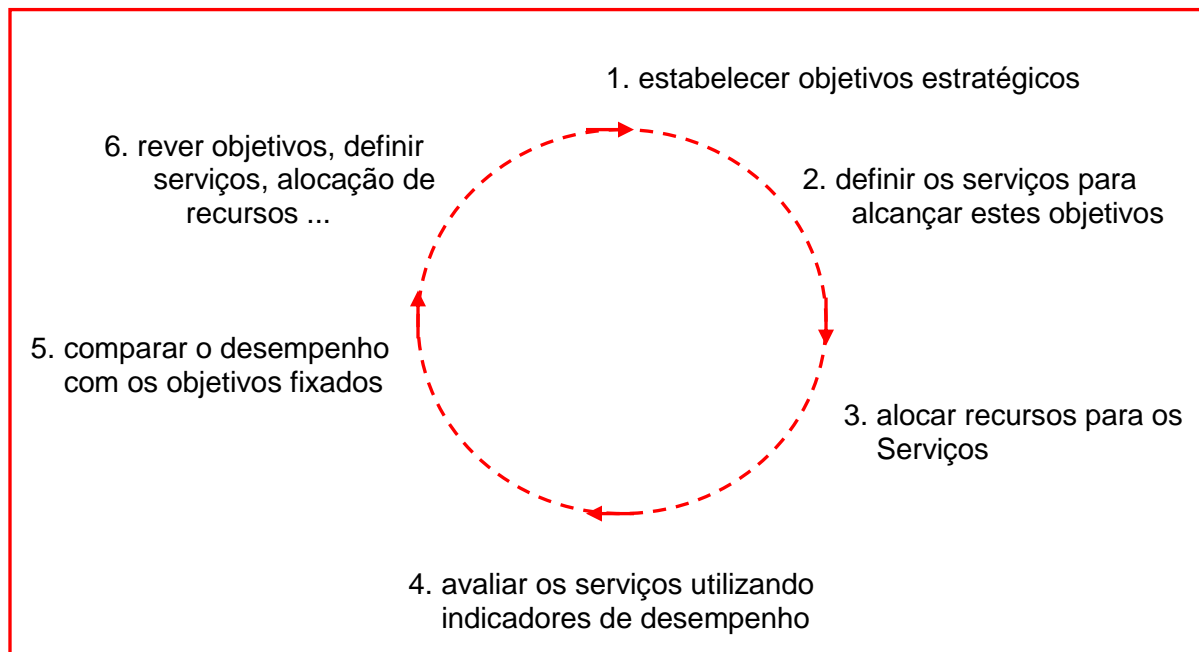 1. estabelecer objetivos estratégicos
2. definir os serviços para
alcançar estes objetivos
3. alocar recursos para os
Serviços
4. avaliar os serviços utilizando
indicadores de desempenho
5. comparar o desempenho
com os objetivos fixados
6. rever objetivos, definir
serviços, alocação de
recursos ...